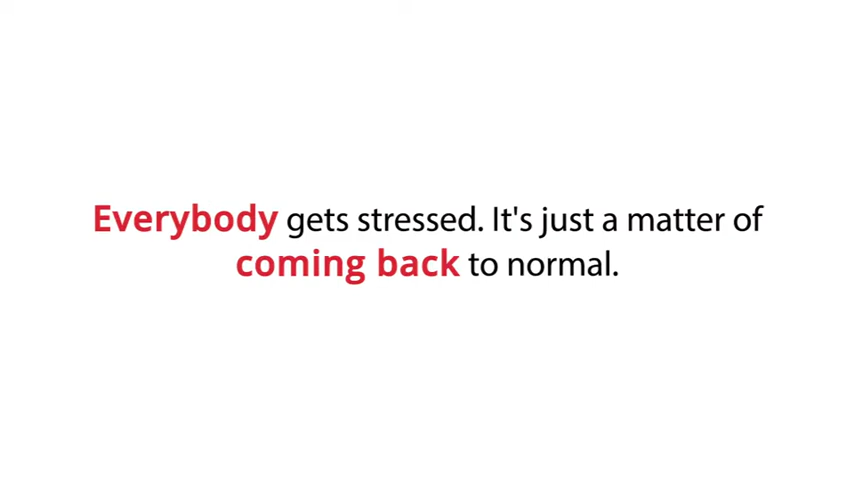 Everybody gets stressed. It's just a matter of
coming back to normal.